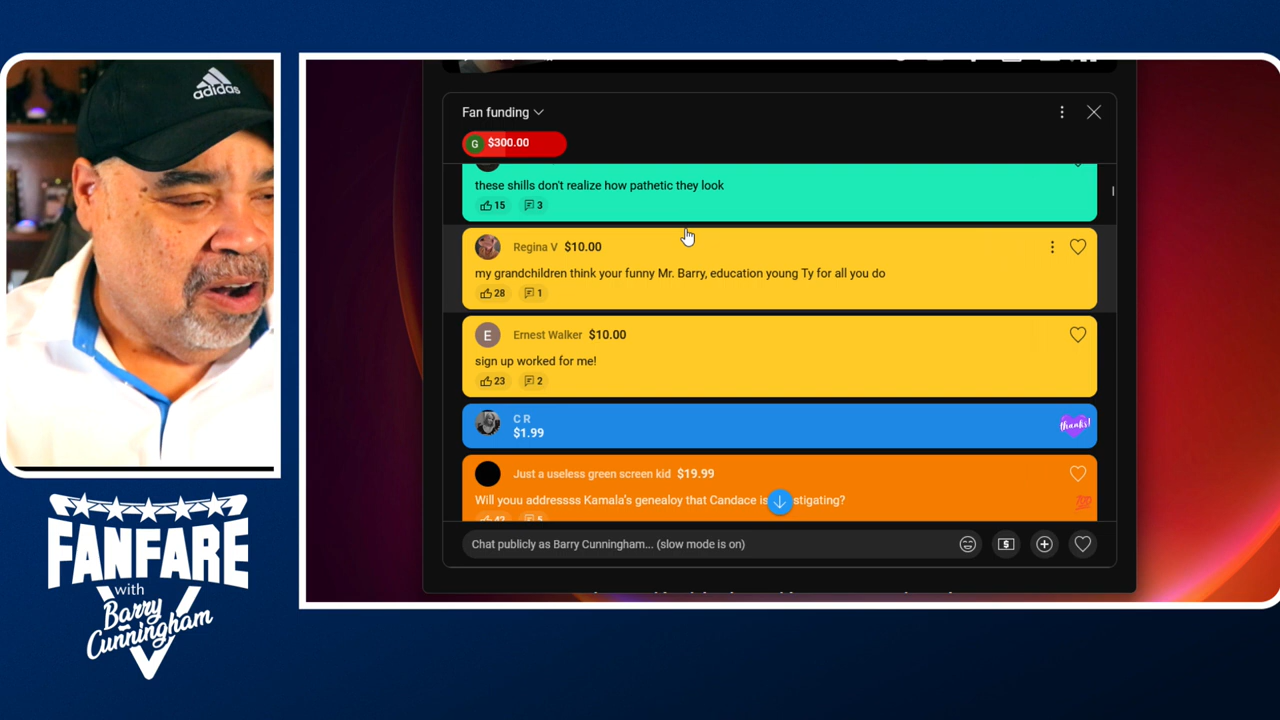 adidas
Fan funding
G $300.00
these shills don't realize how pathetic they look
15 3
Regina V $10.00
my grandchildren think your funny Mr. Barry, education young Ty for all you do
28 1
E Ernest Walker $10.00
sign up worked for me!
23 2
C R
$1.99
thanks!
Just a useless green screen kid $19.99
Will youu addressss Kamala's genealoy that Candace is stigating?
42 5
Chat publicly as Barry Cunningham... (slow mode is on)
FANFARE
with
Barry
Cunningham